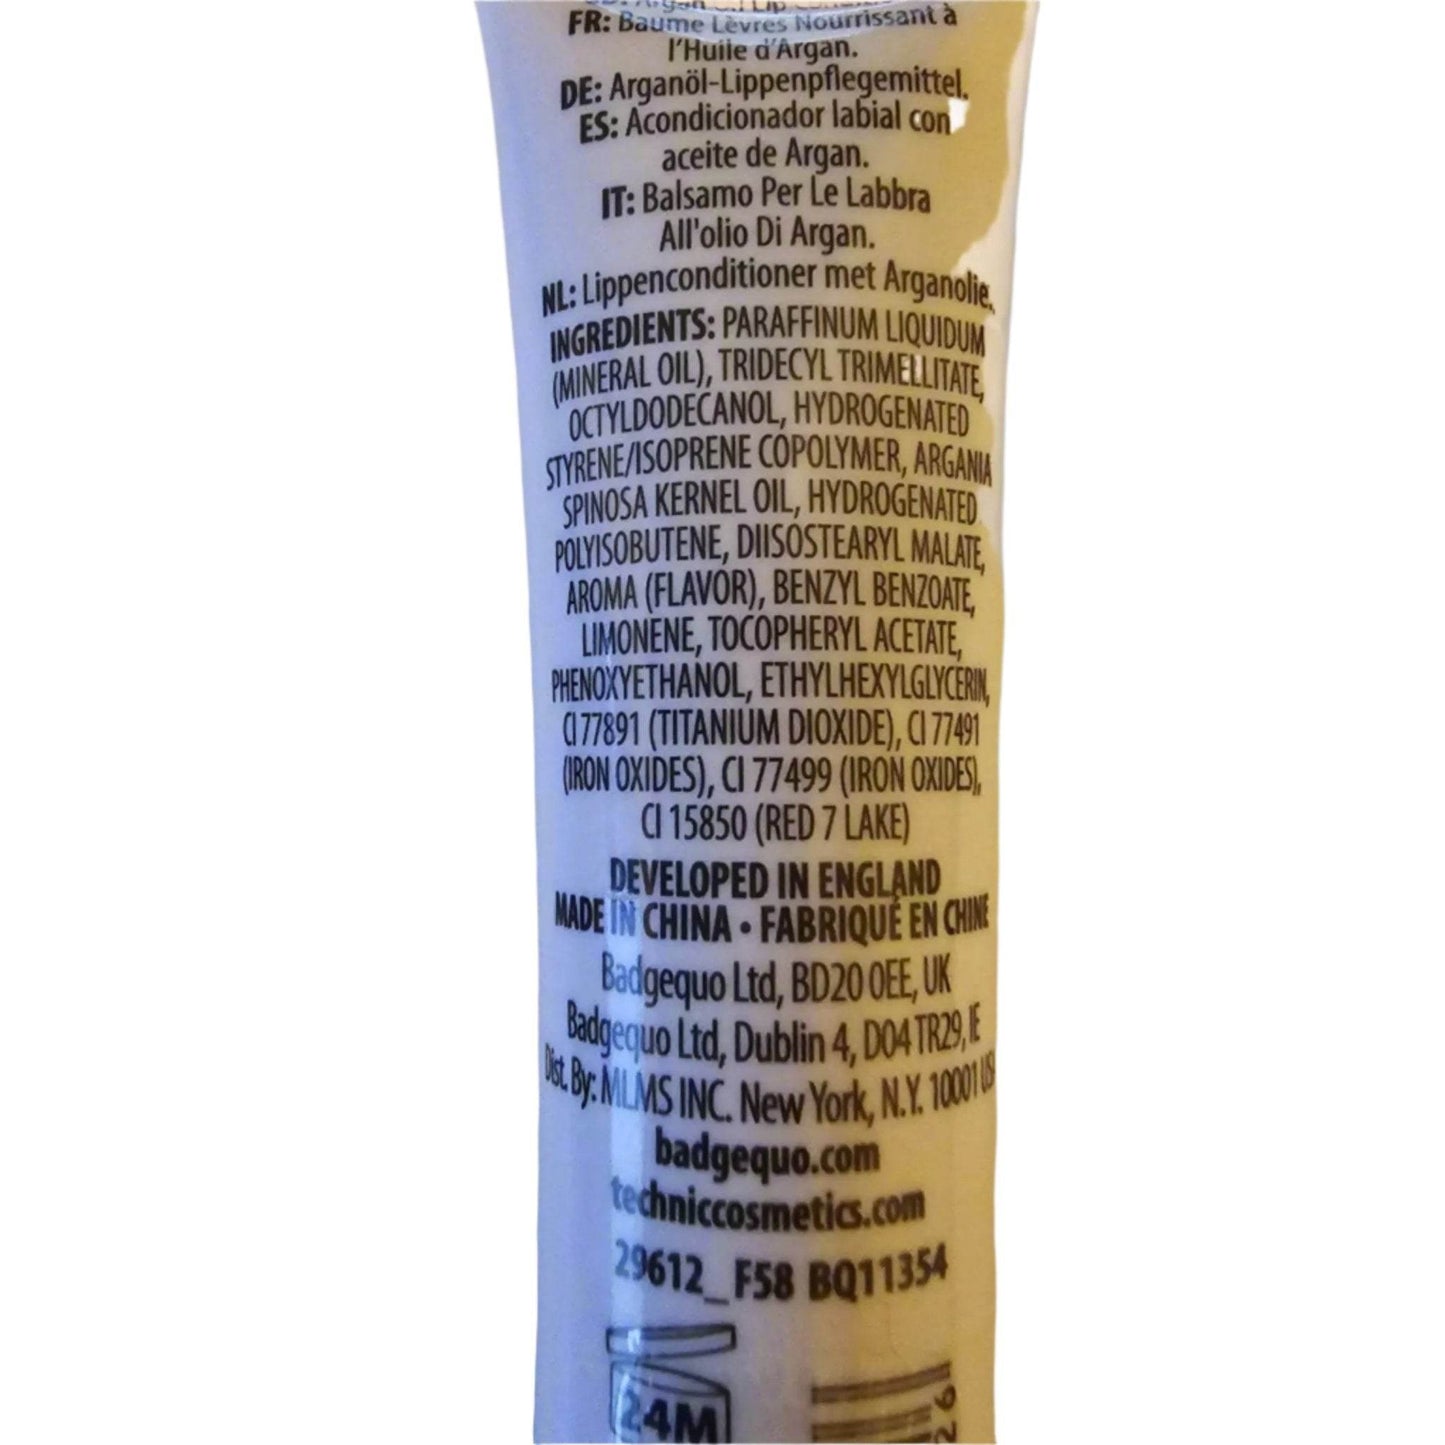 FR: Baume Lèvres Nourrissant à
l'Huile d'Argan.
DE: Arganöl-Lippenpflegemittel.
ES: Acondicionador labial con
aceite de Argan.
IT: Balsamo Per Le Labbra
All'olio Di Argan.
NL: Lippenconditioner met Arganolie.
INGREDIENTS: PARAFFINUM LIQUIDUM
(MINERAL OIL), TRIDECYL TRIMELLITATE,
OCTYLDODECANOL, HYDROGENATED
STYRENE/ISOPRENE COPOLYMER, ARGANIA
SPINOSA KERNEL OIL, HYDROGENATED
POLYISOBUTENE, DIISOSTEARYL MALATE,
AROMA (FLAVOR), BENZYL BENZOATE,
LIMONENE, TOCOPHERYL ACETATE,
PHENOXYETHANOL, ETHYLHEXYLGLYCERIN,
CI 77891 (TITANIUM DIOXIDE), CI 77491
(IRON OXIDES), CI 77499 (IRON OXIDES),
CI 15850 (RED 7 LAKE)
DEVELOPED IN ENGLAND
MADE IN CHINA • FABRIQUÉ EN CHINE
Badgequo Ltd, BD20 0EE, UK
Badgequo Ltd, Dublin 4, D04 TR29, IE
Dist. By: MLMS INC. New York, N.Y. 10001 USA
badgequo.com
techniccosmetics.com
29612_F58 BQ11354
24M
26